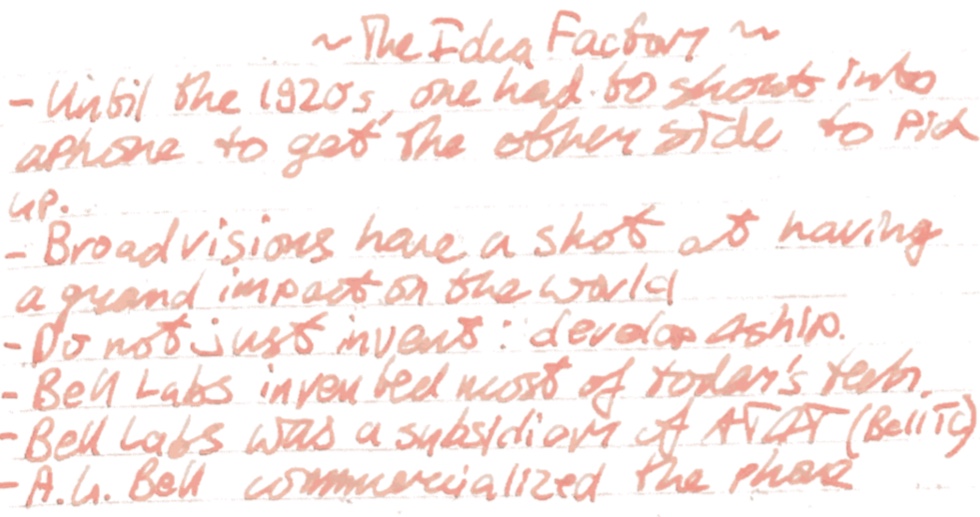 ~ The Idea Factory ~
- Until the 1920s, one had to shout into
a phone to get the other side to pick
up.
- Broad visions have a shot at having
a grand impact on the world
- Do not just invent: develop & ship.
- Bell Labs invented most of today's tech.
- Bell Labs was a subsidiary of AT&T (Bell TC)
- A.G. Bell commercialized the phone